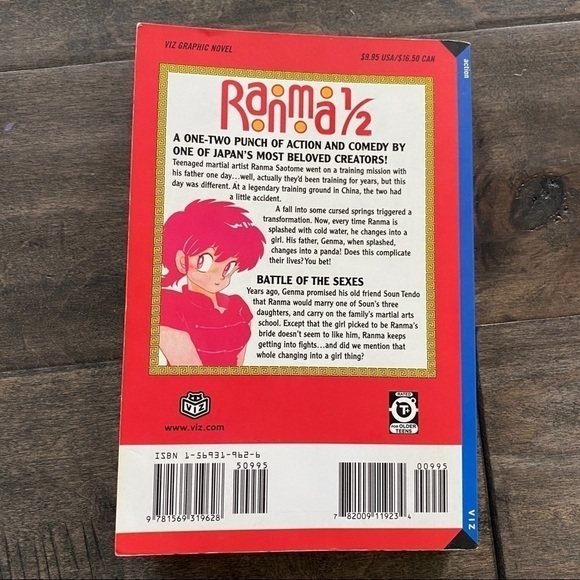 VIZ GRAPHIC NOVEL
$9.95 USA/$16.50 CAN
action
Ranma 1/2
A ONE-TWO PUNCH OF ACTION AND COMEDY BY
ONE OF JAPAN'S MOST BELOVED CREATORS!
Teenaged martial artist Ranma Saotome went on a training mission with
his father one day...well, actually they'd been training for years, but this
day was different. At a legendary training ground in China, the two had
a little accident.
A fall into some cursed springs triggered a
transformation. Now, every time Ranma is
splashed with cold water, he changes into a
girl. His father, Genma, when splashed,
changes into a panda! Does this complicate
their lives? You bet!
BATTLE OF THE SEXES
Years ago, Genma promised his old friend Soun Tendo
that Ranma would marry one of Soun's three
daughters, and carry on the family's martial arts
school. Except that the girl picked to be Ranma's
bride doesn't seem to like him, Ranma keeps
getting into fights...and did we mention that
whole changing into a girl thing?
VIZ
www.viz.com
RATED
T+
FOR OLDER
TEENS
ISBN 1-56931-962-6
50995
00995
9 781569 319628
7 82009 11923 4
VIZ